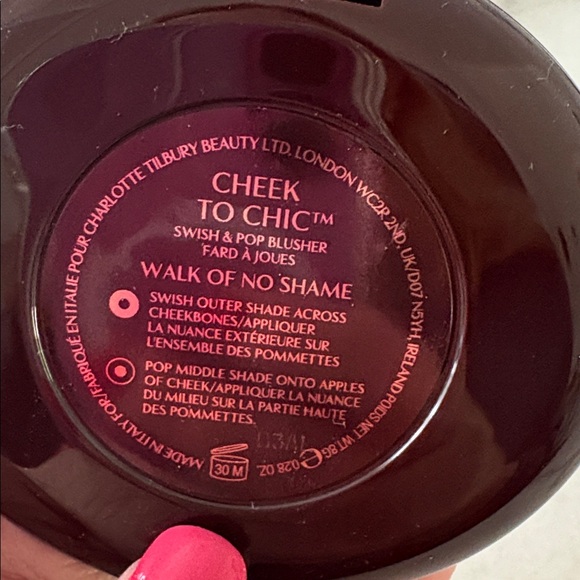 CHEEK
TO CHIC™
SWISH & POP BLUSHER
FARD À JOUES
WALK OF NO SHAME
SWISH OUTER SHADE ACROSS
CHEEKBONES/APPLIQUER
LA NUANCE EXTÉRIEURE SUR
L'ENSEMBLE DES POMMETTES
POP MIDDLE SHADE ONTO APPLES
OF CHEEK/APPLIQUER LA NUANCE
DU MILIEU SUR LA PARTIE HAUTE
DES POMMETTES.
MADE IN ITALY FOR/FABRIQUÉ EN ITALIE POUR CHARLOTTE TILBURY BEAUTY LTD. LONDON WC2R 2ND, UK/D07 N5YH, IRELAND POIDS NET WT 8G ℮ 0.28 OZ.
30 M